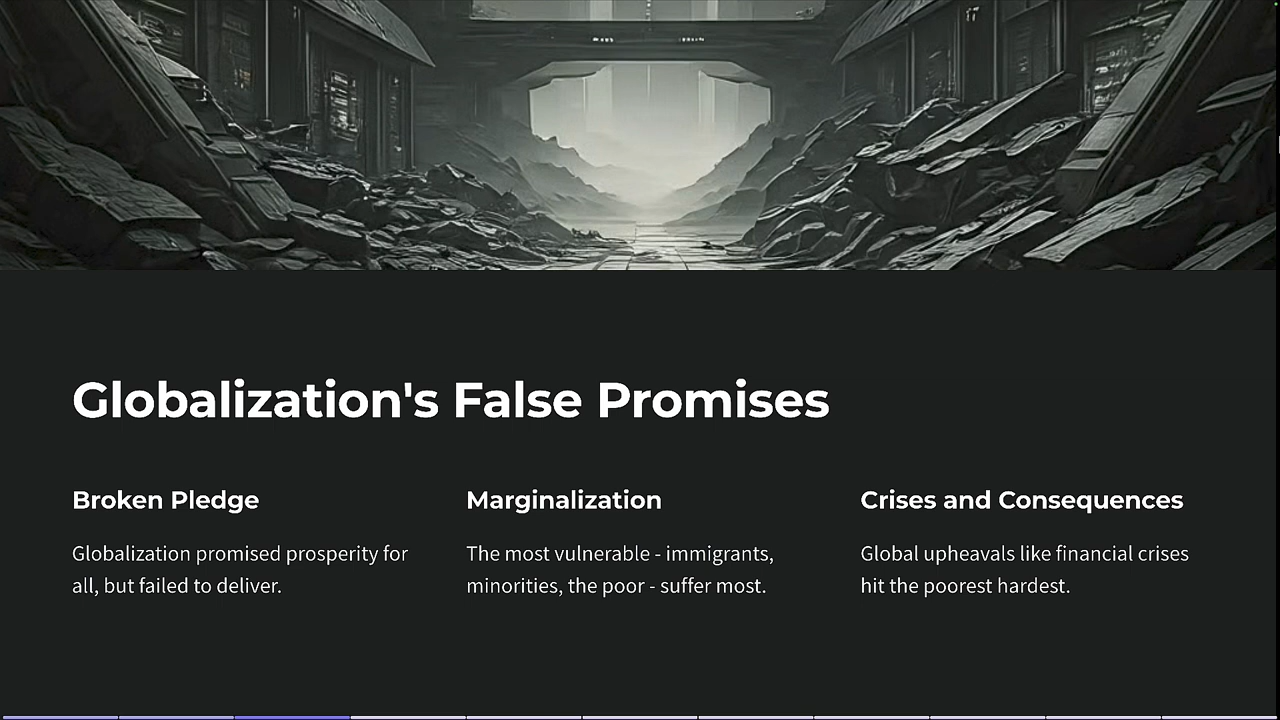 Globalization's False Promises
Broken Pledge
Globalization promised prosperity for
all, but failed to deliver.
Marginalization
The most vulnerable - immigrants,
minorities, the poor - suffer most.
Crises and Consequences
Global upheavals like financial crises
hit the poorest hardest.